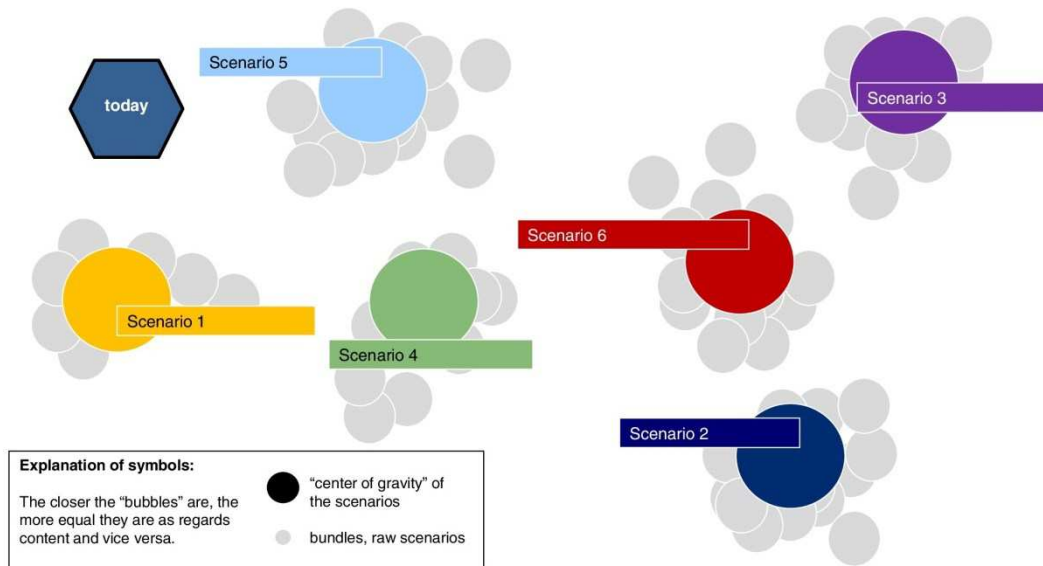 Scenario 5
today
Scenario 3
Scenario 6
Scenario 1
Scenario 4
Scenario 2
Explanation of symbols:
The closer the “bubbles” are, the
more equal they are as regards
content and vice versa.
“center of gravity” of
the scenarios
bundles, raw scenarios